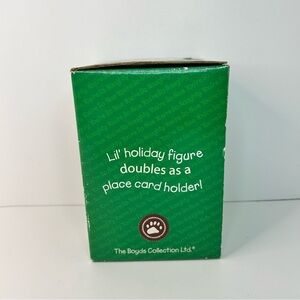 Lil' holiday figure
doubles as a
place card holder!
The Boyds Collection Ltd.®